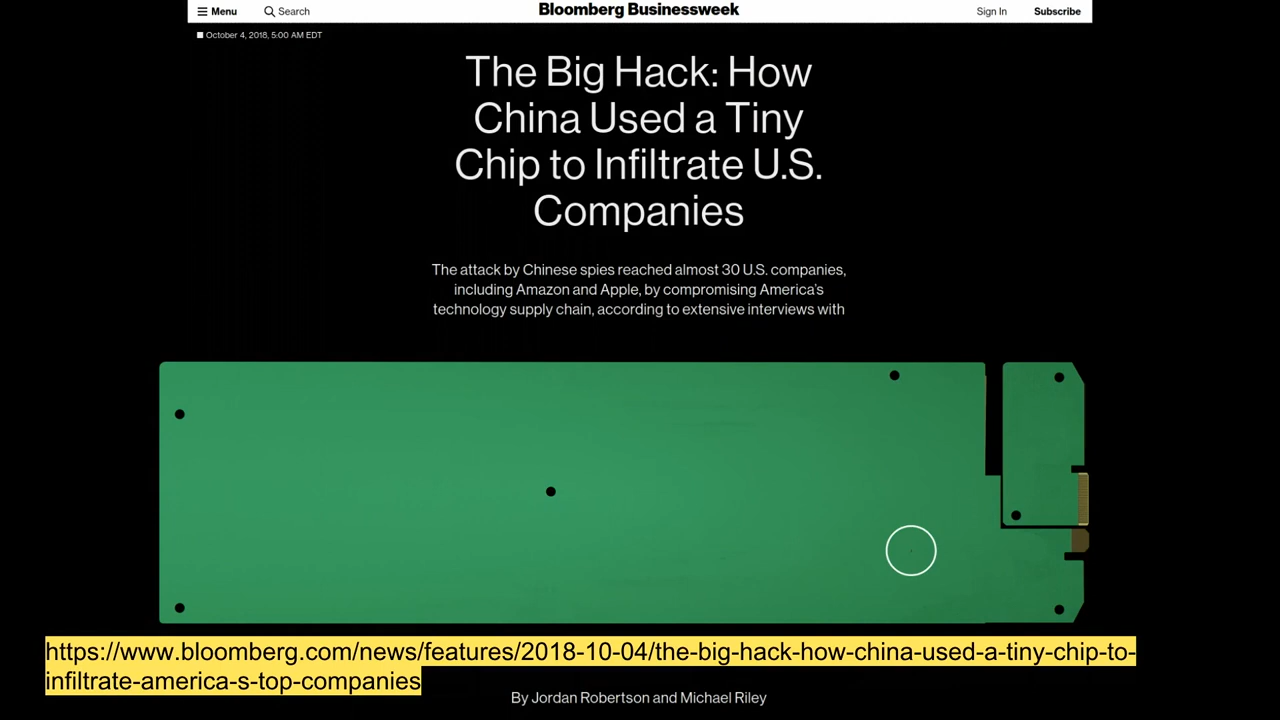 Menu
Search
Bloomberg Businessweek
Sign In
Subscribe
October 4, 2018, 5:00 AM EDT
The Big Hack: How
China Used a Tiny
Chip to Infiltrate U.S.
Companies
The attack by Chinese spies reached almost 30 U.S. companies,
including Amazon and Apple, by compromising America’s
technology supply chain, according to extensive interviews with
https://www.bloomberg.com/news/features/2018-10-04/the-big-hack-how-china-used-a-tiny-chip-to-
infiltrate-america-s-top-companies
By Jordan Robertson and Michael Riley